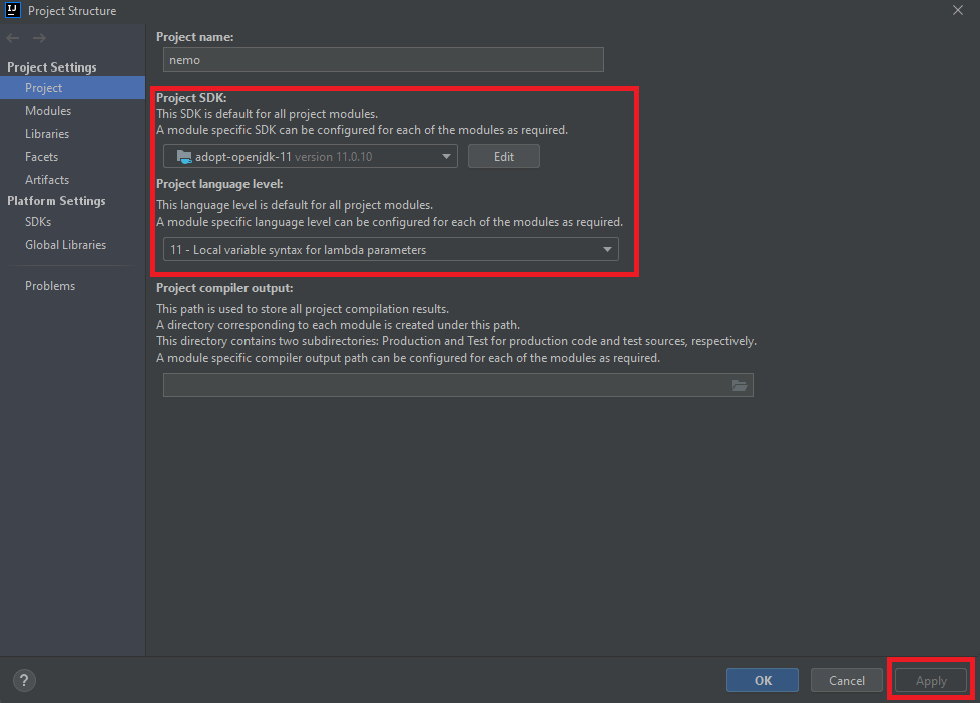 IJ
Project Structure
Project Settings
Project
Modules
Libraries
Facets
Artifacts
Platform Settings
SDKs
Global Libraries
Problems
Project name:
nemo
Project SDK:
This SDK is default for all project modules.
A module specific SDK can be configured for each of the modules as required.
adopt-openjdk-11 version 11.0.10
Edit
Project language level:
This language level is default for all project modules.
A module specific language level can be configured for each of the modules as required.
11 - Local variable syntax for lambda parameters
Project compiler output:
This path is used to store all project compilation results.
A directory corresponding to each module is created under this path.
This directory contains two subdirectories: Production and Test for production code and test sources, respectively.
A module specific compiler output path can be configured for each of the modules as required.
?
OK
Cancel
Apply